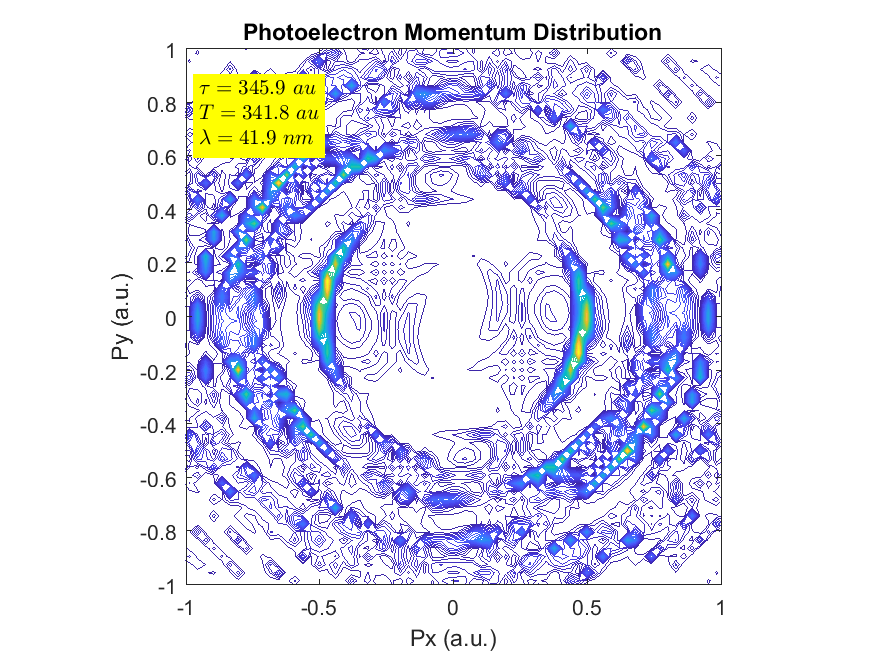 Photoelectron Momentum Distribution
τ = 345.9 au
T = 341.8 au
λ = 41.9 nm
1
0.8
0.6
0.4
0.2
0
-0.2
-0.4
-0.6
-0.8
-1
Py (a.u.)
-1 -0.5 0 0.5 1
Px (a.u.)